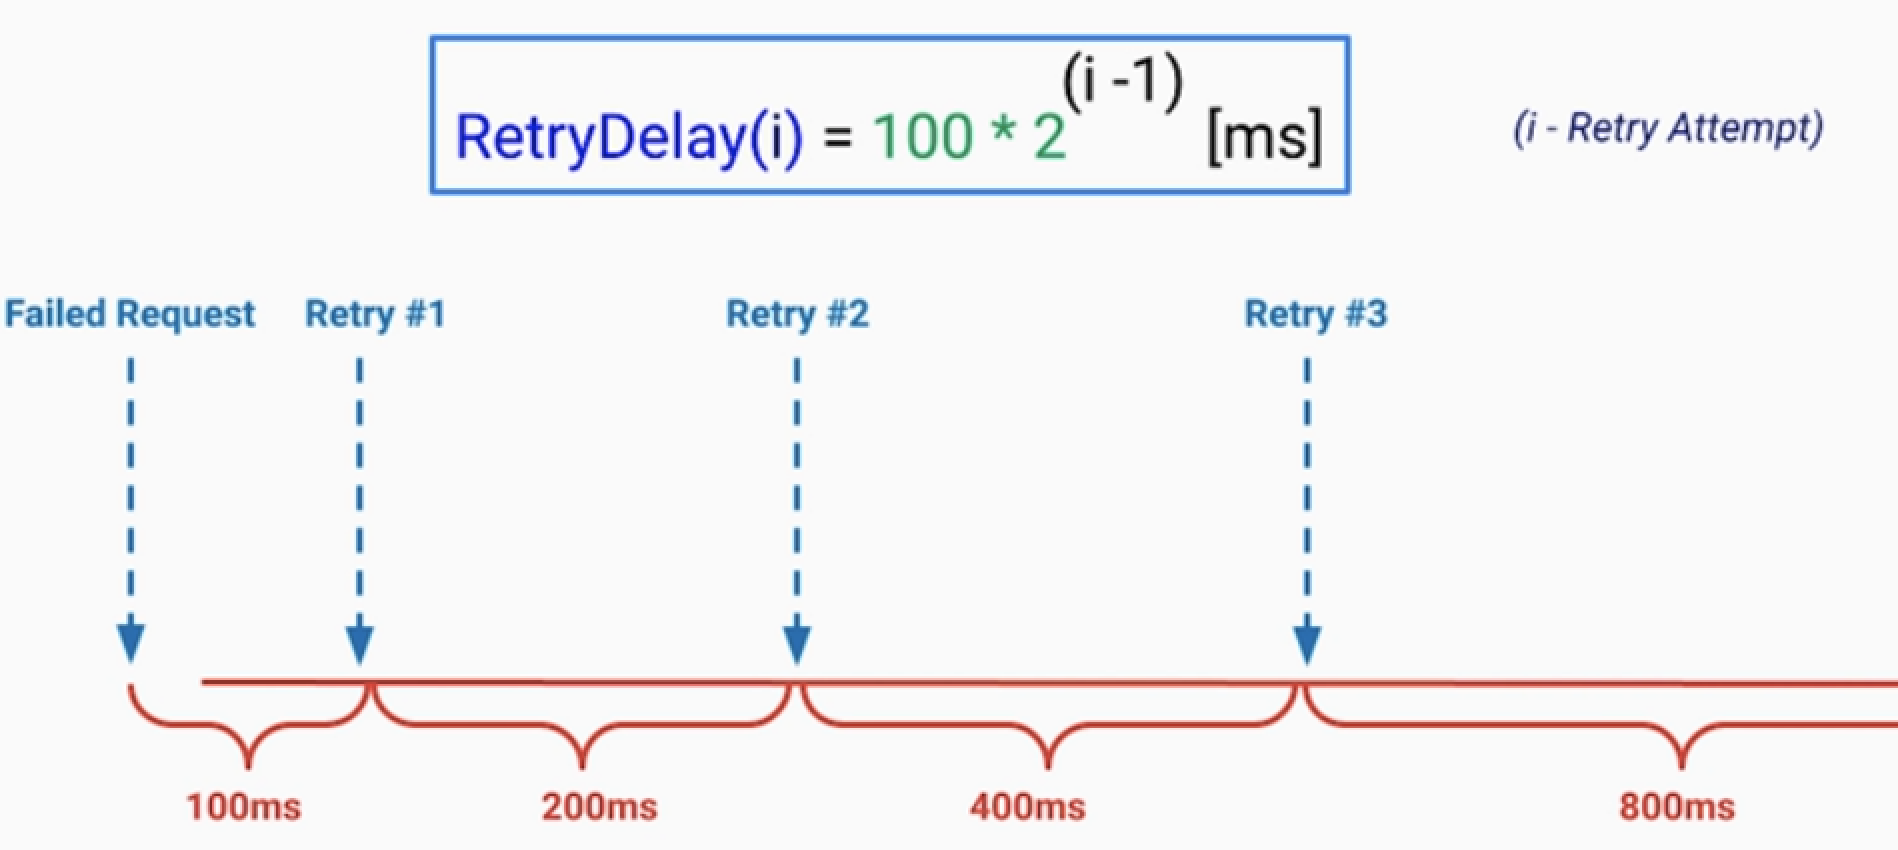 RetryDelay(i) = 100 * 2^(i -1) [ms]
(i - Retry Attempt)
Failed Request Retry #1 Retry #2 Retry #3
100ms 200ms 400ms 800ms